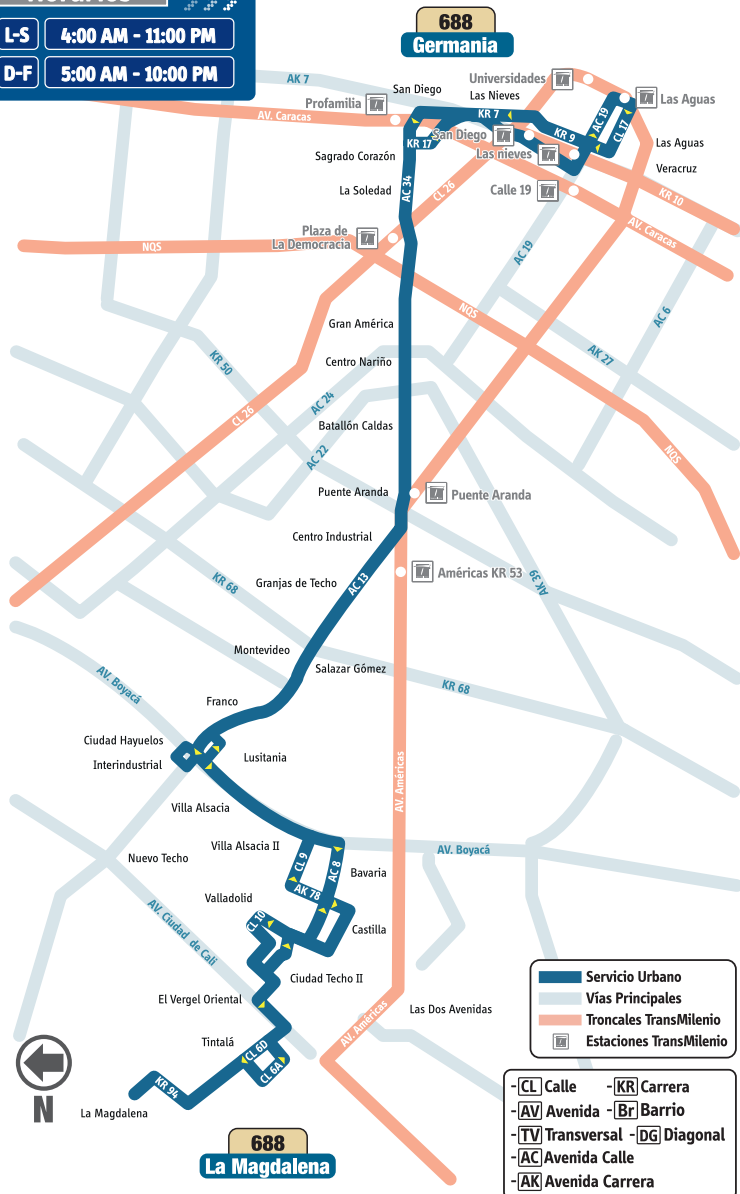 Horarios
L-S 4:00 AM - 11:00 PM
D-F 5:00 AM - 10:00 PM
688
Germania
AK 7
San Diego
Las Nieves
Universidades
Profamilia
Las Aguas
AV. Caracas
KR 7
KR 9
AC 19
CL 17
San Diego
KR 17
Las nieves
Las Aguas
Veracruz
Sagrado Corazón
La Soledad
AC 34
CL 26
Calle 19
KR 10
AV. Caracas
Plaza de
La Democracia
NQS
AC 19
NQS
AC 6
Gran América
KR 50
Centro Nariño
AK 27
AC 24
CL 26
Batallón Caldas
AC 22
NQS
Puente Aranda
Puente Aranda
Centro Industrial
Américas KR 53
KR 68
Granjas de Techo
AC 13
AK 39
Montevideo
Salazar Gómez
AV. Boyacá
KR 68
Franco
Ciudad Hayuelos
Interindustrial
Lusitania
AV. Américas
Villa Alsacia
Villa Alsacia II
AV. Boyacá
Nuevo Techo
CL 9
AC 8
Bavaria
AK 78
Valladolid
CL 10
Castilla
AV. Ciudad de Cali
Ciudad Techo II
El Vergel Oriental
Las Dos Avenidas
AV. Américas
Tintalá
CL 6D
CL 6A
KR 94
La Magdalena
N
688
La Magdalena
Servicio Urbano
Vías Principales
Troncales TransMilenio
Estaciones TransMilenio
- CL Calle - KR Carrera
- AV Avenida - Br Barrio
- TV Transversal - DG Diagonal
- AC Avenida Calle
- AK Avenida Carrera